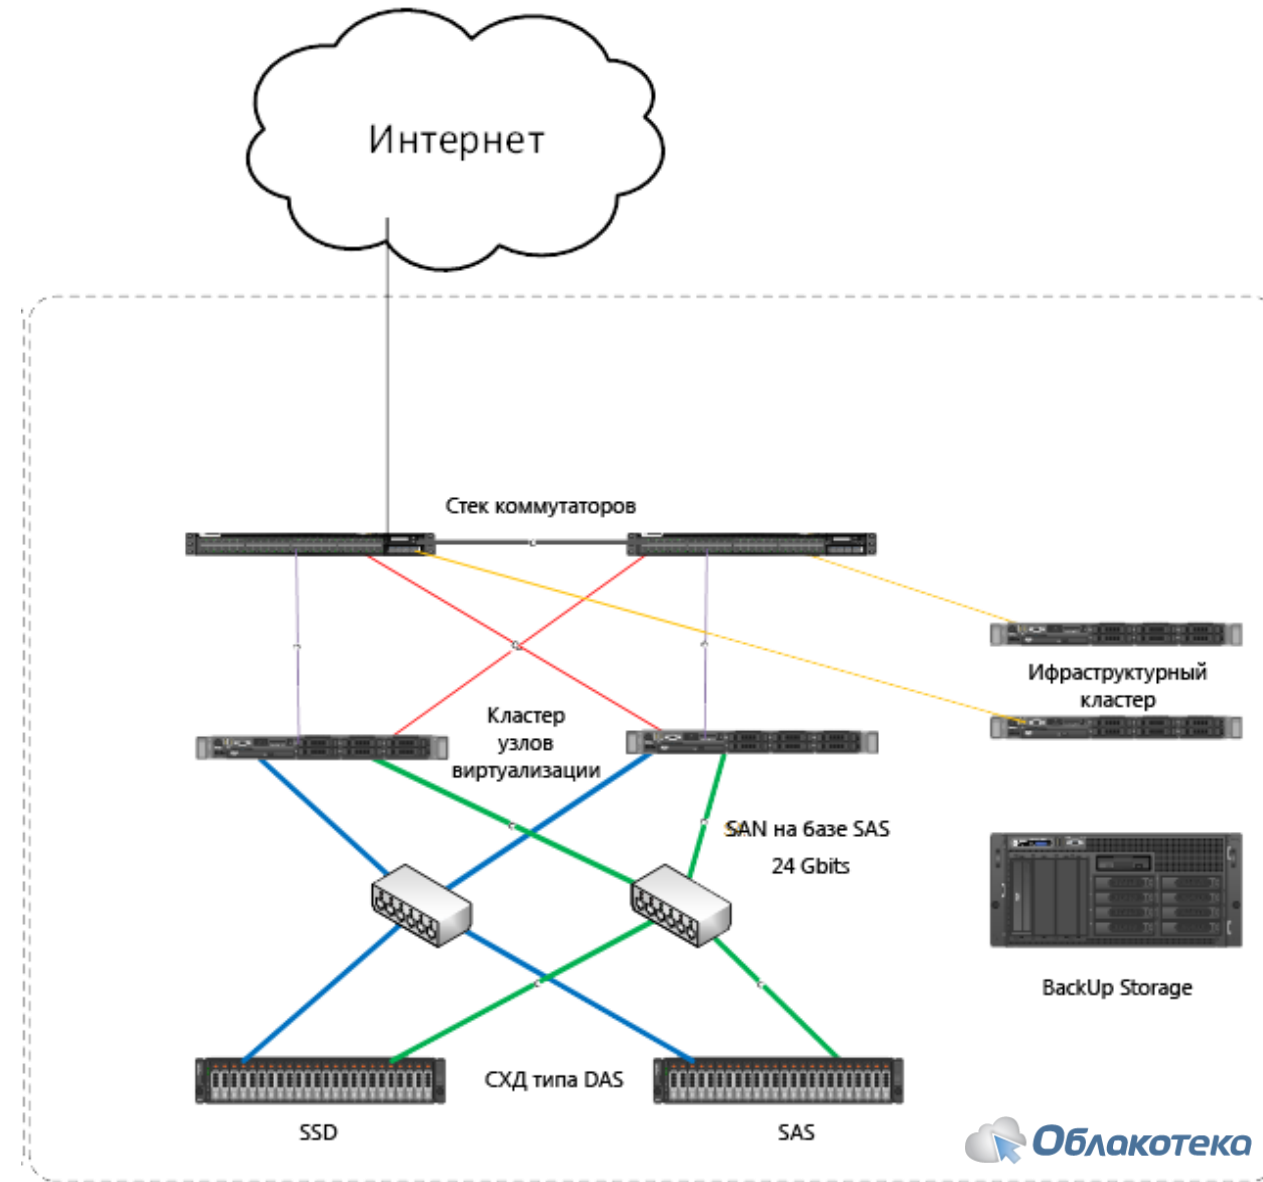 Интернет
Стек коммутаторов
Ифраструктурный
кластер
Кластер
узлов
виртуализации
SAN на базе SAS
24 Gbits
BackUp Storage
СХД типа DAS
SSD
SAS
Облакотека